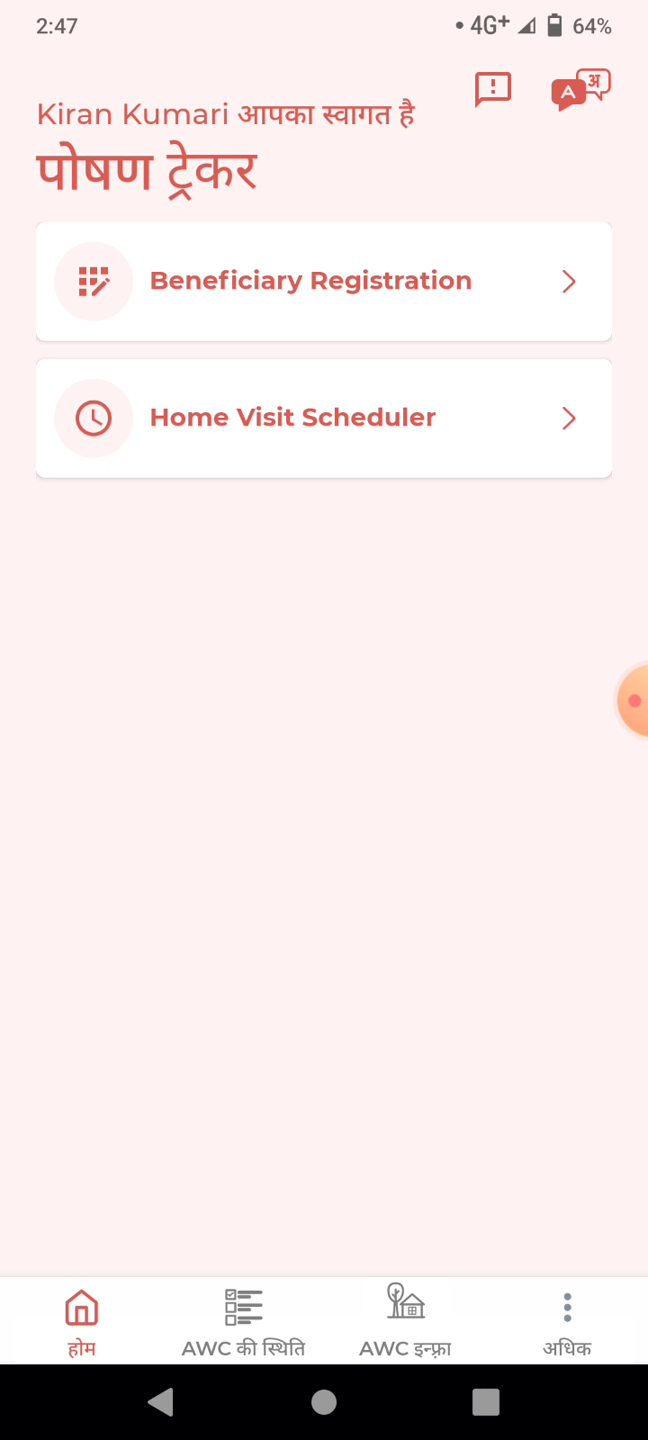 2:47
4G+ 64%
Kiran Kumari आपका स्वागत है
पोषण ट्रेकर
Beneficiary Registration
Home Visit Scheduler
होम
AWC की स्थिति
AWC इन्फ़्रा
अधिक